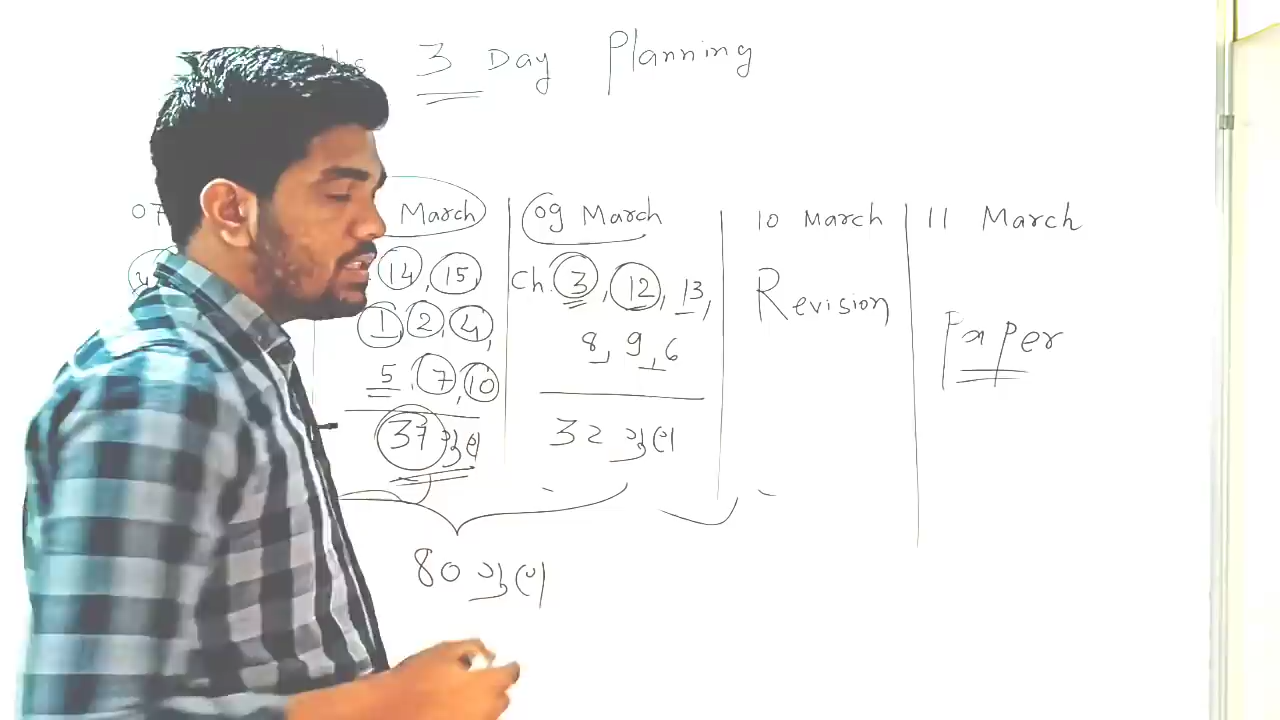 3 Day Planning
07 March 09 March 10 March 11 March
14, 15, Ch. 3, 12, 13, Revision Paper
1, 2, 4, 8, 9, 6
5, 7, 10
37 ગુણ 32 ગુણ
80 ગુણ